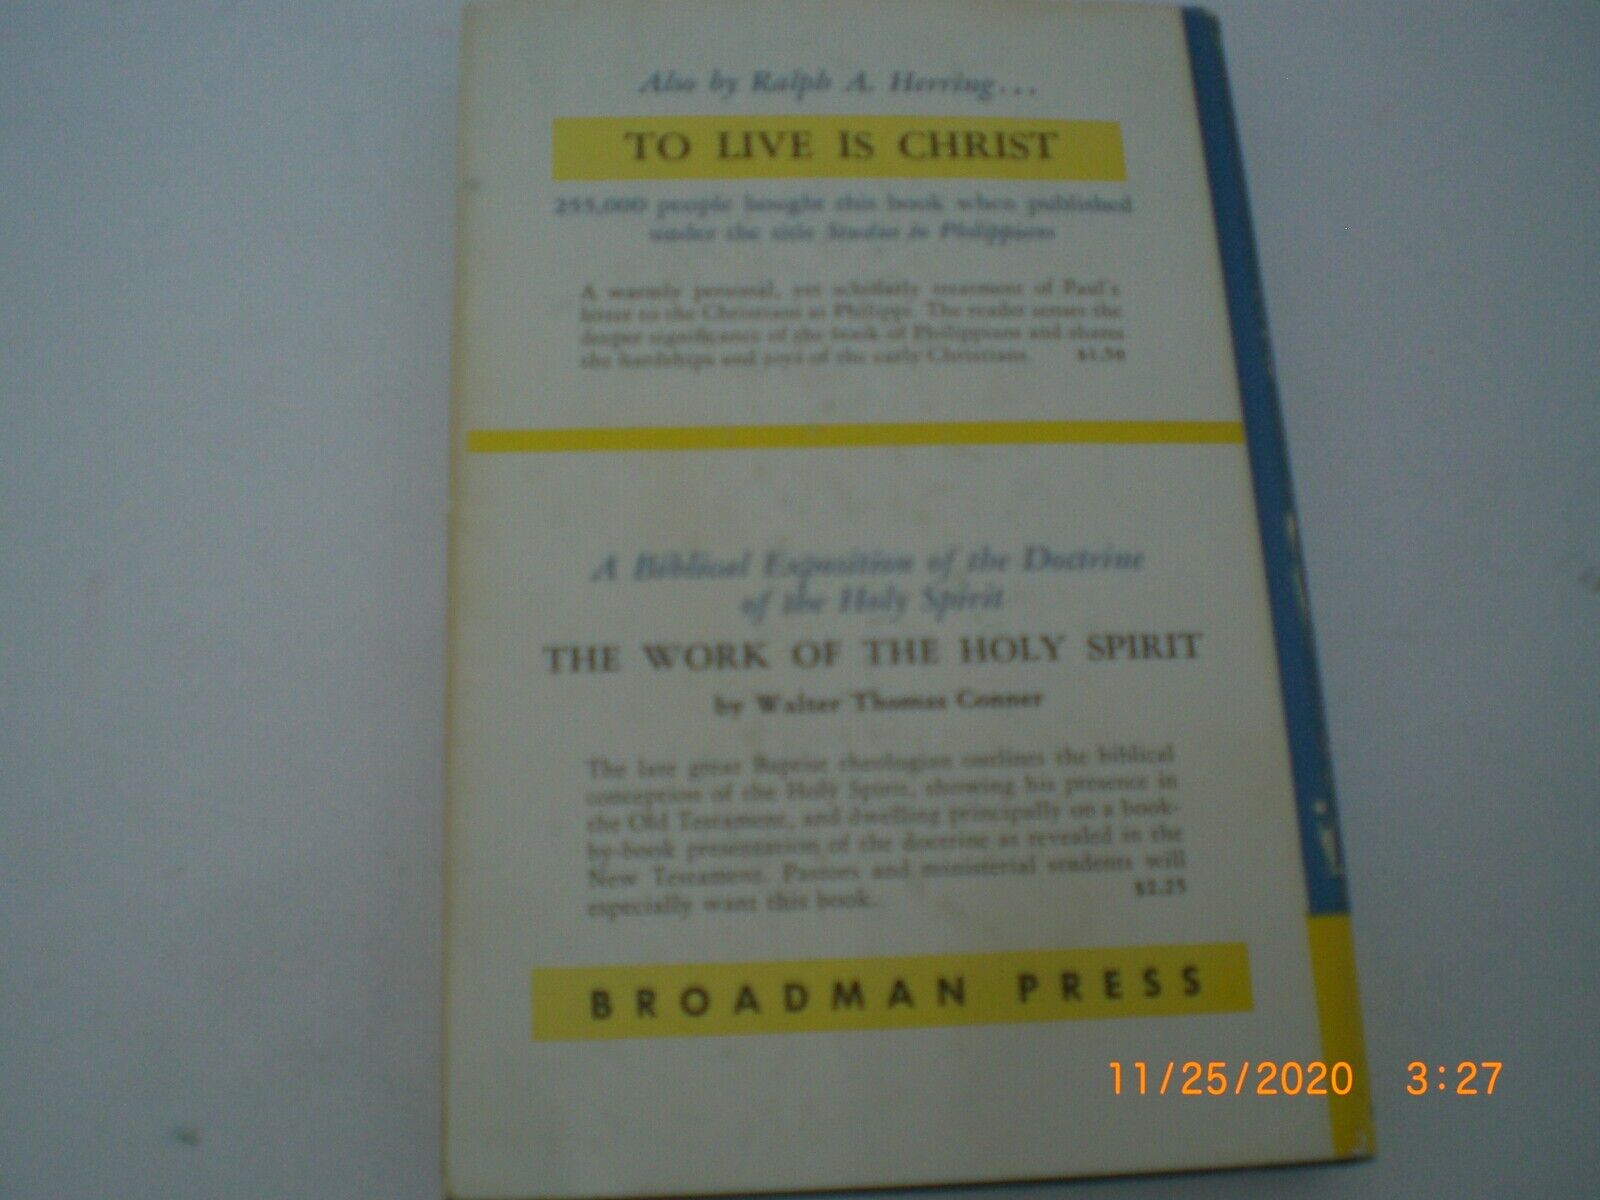 Also by Ralph A. Herring...
TO LIVE IS CHRIST
255,000 people bought this book when published
under the title Studies in Philippians
A warmly personal, yet scholarly treatment of Paul's
letter to the Christians at Philippi. The reader senses the
deeper significance of the book of Philippians and shares
the hardships and joys of the early Christians. $1.50
A Biblical Exposition of the Doctrine
of the Holy Spirit
THE WORK OF THE HOLY SPIRIT
by Walter Thomas Conner
The late great Baptist theologian outlines the biblical
conception of the Holy Spirit, showing his presence in
the Old Testament, and dwelling principally on a book-
by-book presentation of the doctrine as revealed in the
New Testament. Pastors and ministerial students will
especially want this book. $2.25
BROADMAN PRESS
11/25/2020 3:27